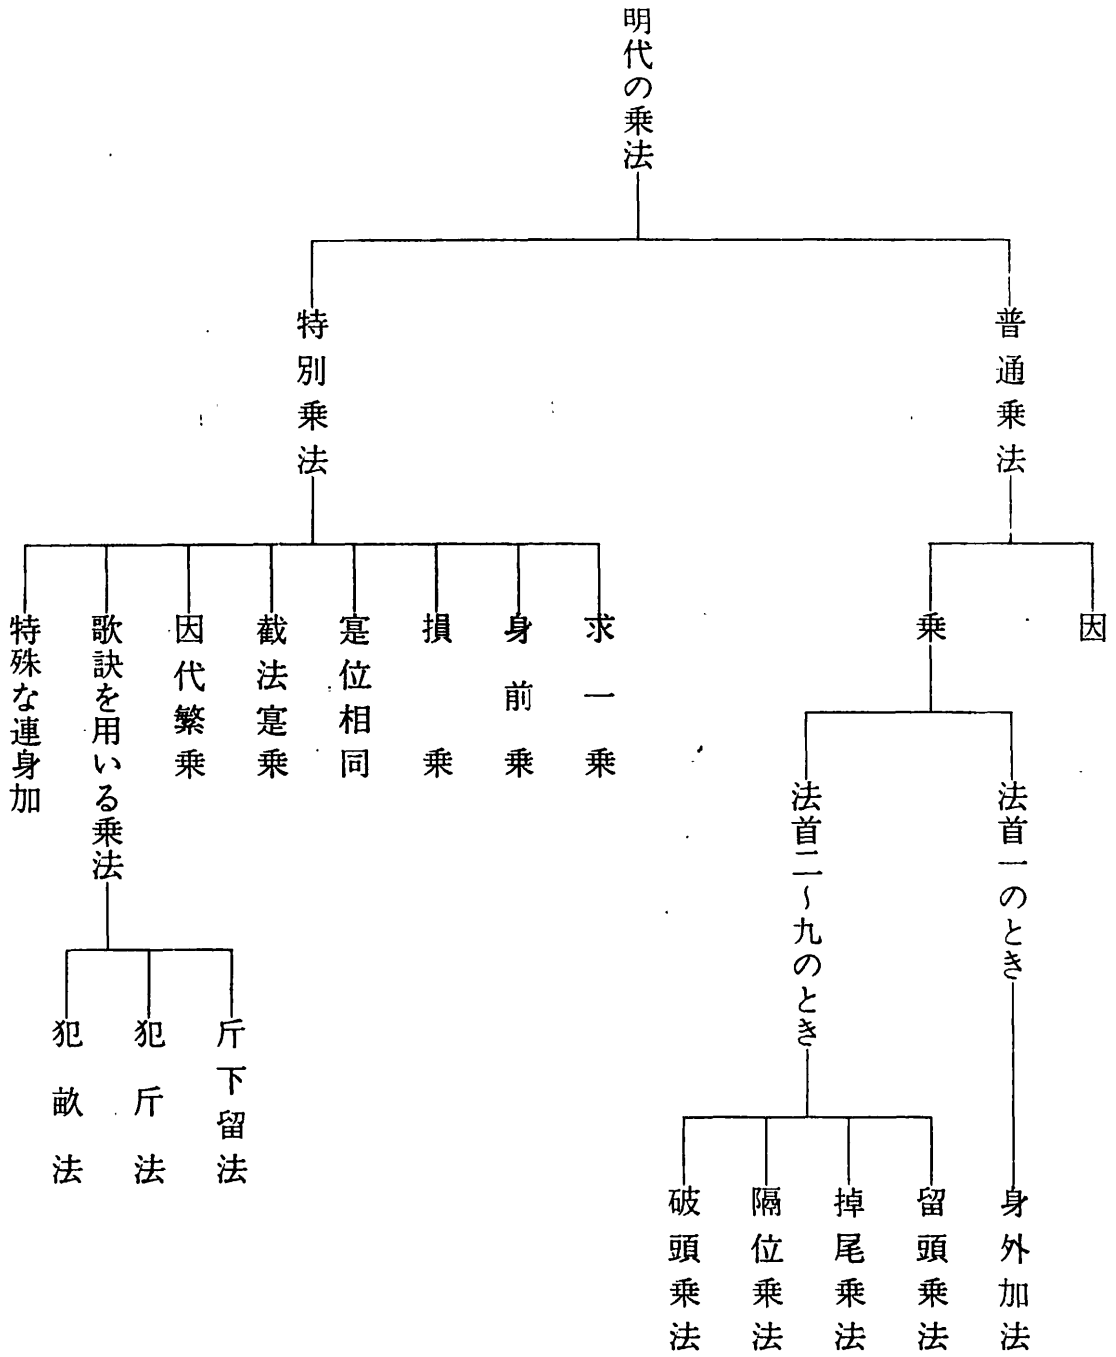 明代の乗法
普通乗法
因
乗
法首一のとき
身外加法
法首二～九のとき
留頭乗法
掉尾乗法
隔位乗法
破頭乗法
特別乗法
求一乗
身前乗
損乗
寔位相同
截法寔乗
因代繁乗
歌訣を用いる乗法
斤下留法
犯斤法
犯畝法
特殊な連身加